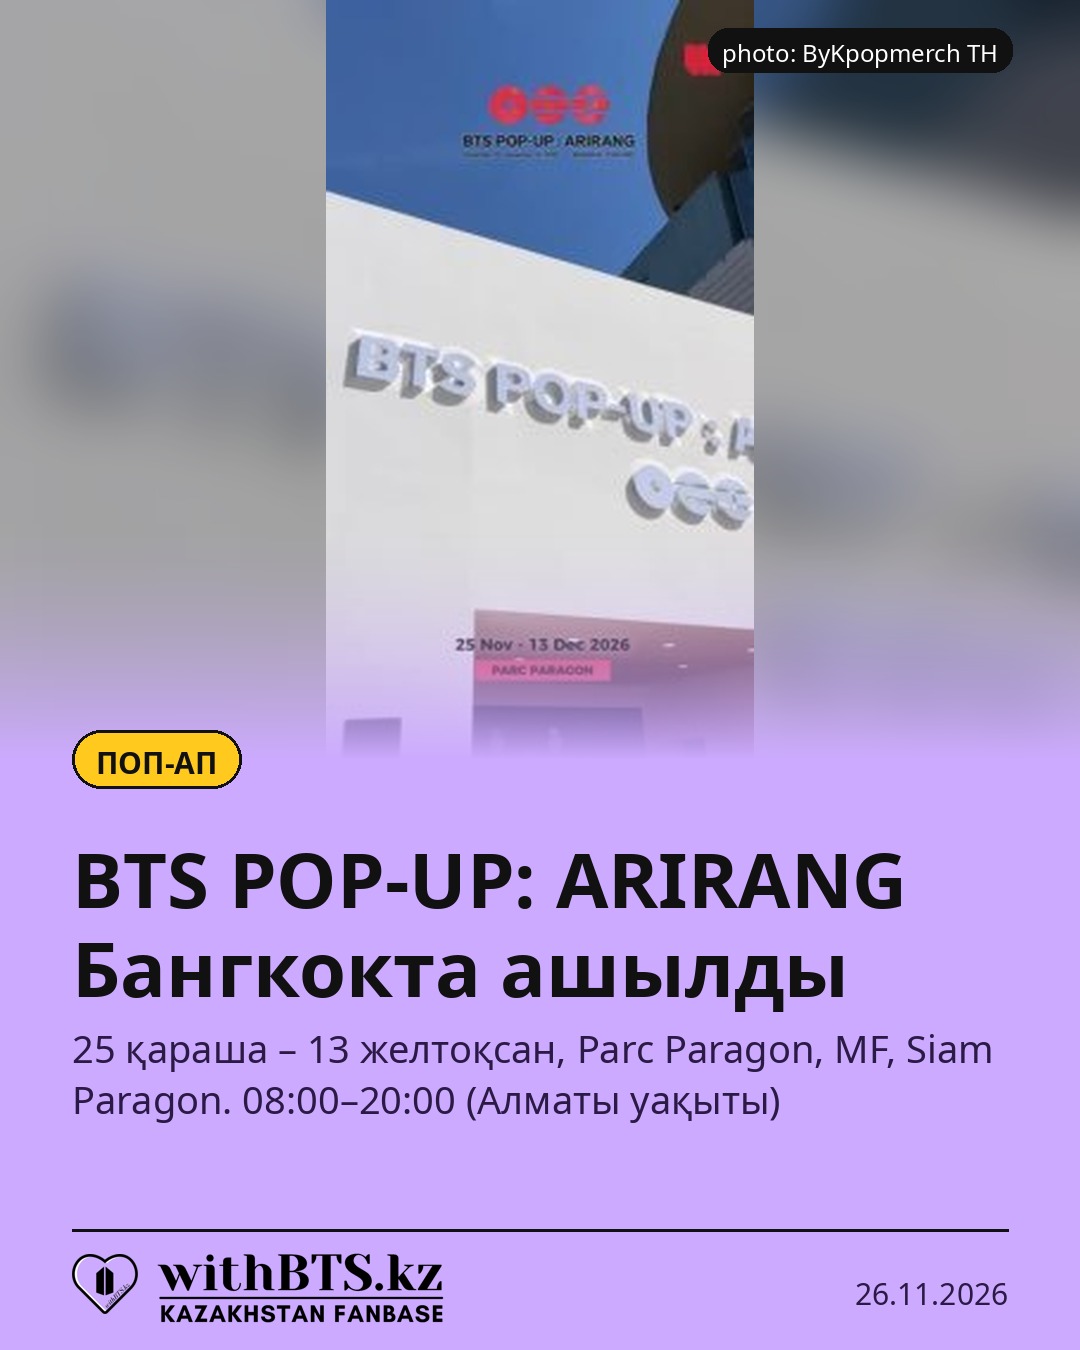 photo: ByKpopmerch TH
BTS POP-UP : ARIRANG
BTS POP-UP :
25 Nov - 13 Dec 2026
PARC PARAGON
ПОП-АП
BTS POP-UP: ARIRANG
Бангкокта ашылды
25 қараша – 13 желтоқсан, Parc Paragon, MF, Siam
Paragon. 08:00–20:00 (Алматы уақыты)
withBTS.kz
KAZAKHSTAN FANBASE
26.11.2026